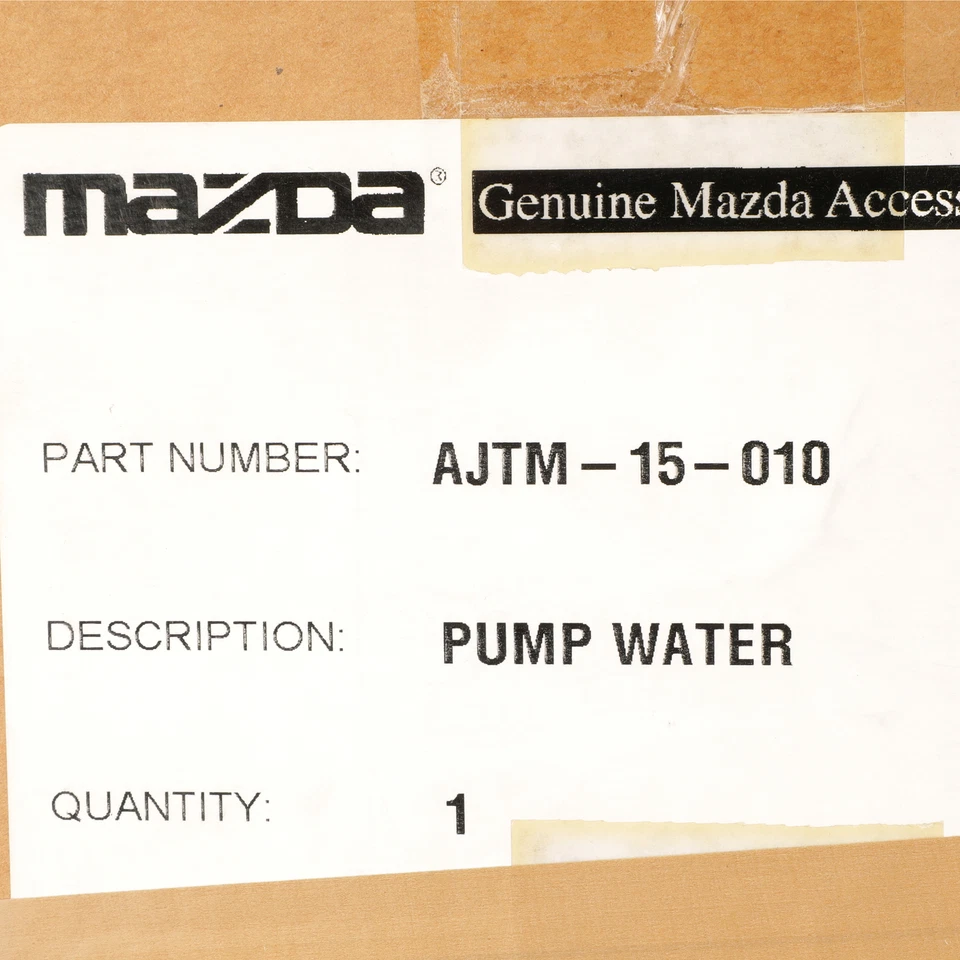 mazda®
Genuine Mazda Access
PART NUMBER: AJTM-15-010
DESCRIPTION: PUMP WATER
QUANTITY: 1